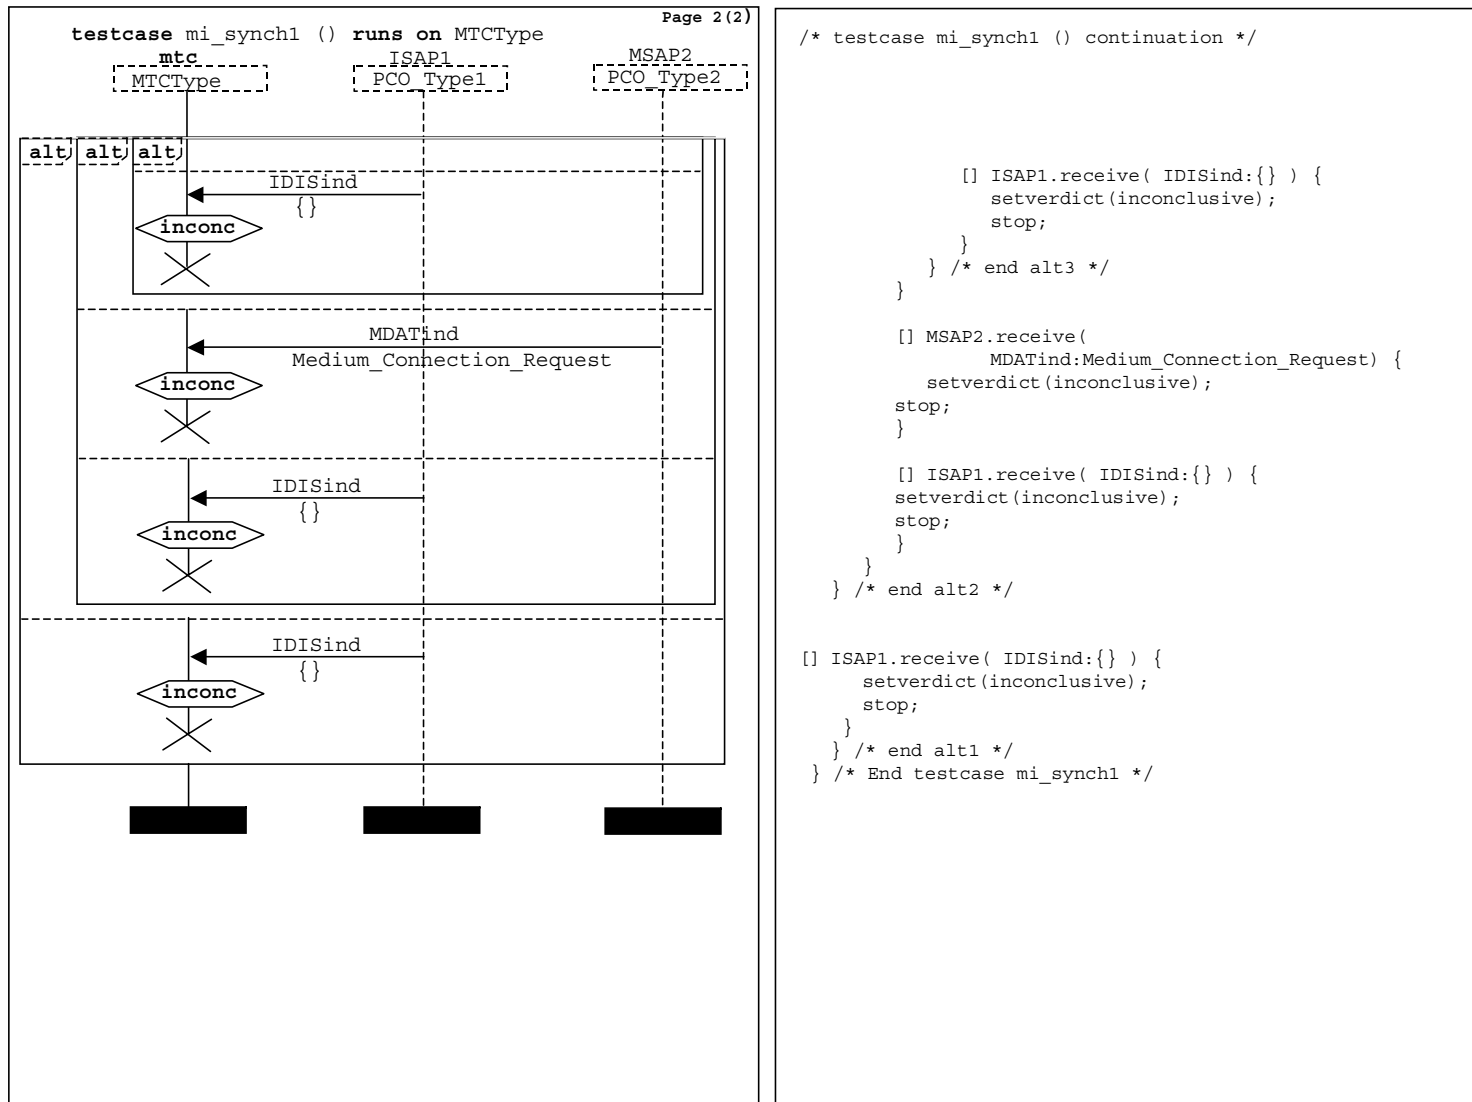 Page 2(2)
testcase mi_synch1 () runs on MTCType
mtc ISAP1 MSAP2
MTCType PCO_Type1 PCO_Type2
alt alt alt
IDISind
{}
inconc
MDATind
Medium_Connection_Request
inconc
IDISind
{}
inconc
IDISind
{}
inconc
/* testcase mi_synch1 () continuation */
[] ISAP1.receive( IDISind:{} ) {
setverdict(inconclusive);
stop;
}
} /* end alt3 */
}
[] MSAP2.receive(
MDATind:Medium_Connection_Request) {
setverdict(inconclusive);
stop;
}
[] ISAP1.receive( IDISind:{} ) {
setverdict(inconclusive);
stop;
}
}
} /* end alt2 */
[] ISAP1.receive( IDISind:{} ) {
setverdict(inconclusive);
stop;
}
} /* end alt1 */
} /* End testcase mi_synch1 */